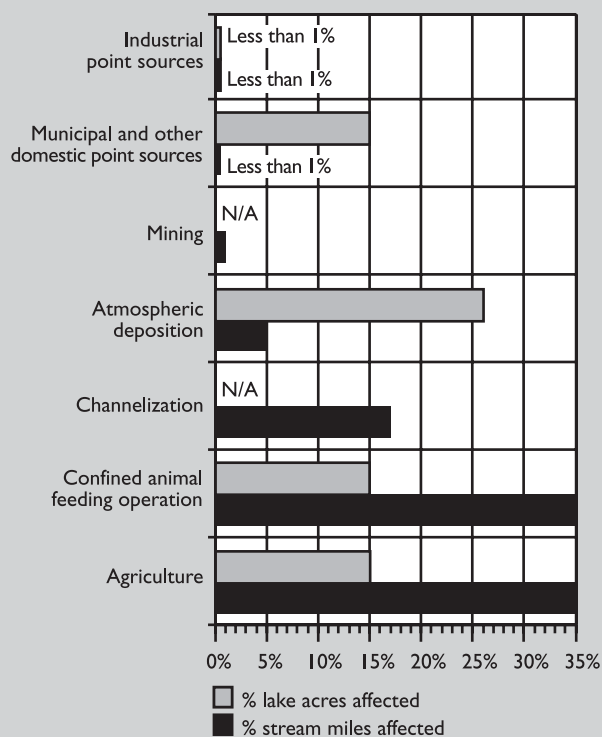 Industrial
point sources
Less than 1%
Less than 1%
Municipal and other
domestic point sources
Less than 1%
Mining
N/A
Atmospheric
deposition
Channelization
N/A
Confined animal
feeding operation
Agriculture
0% 5% 10% 15% 20% 25% 30% 35%
% lake acres affected
% stream miles affected